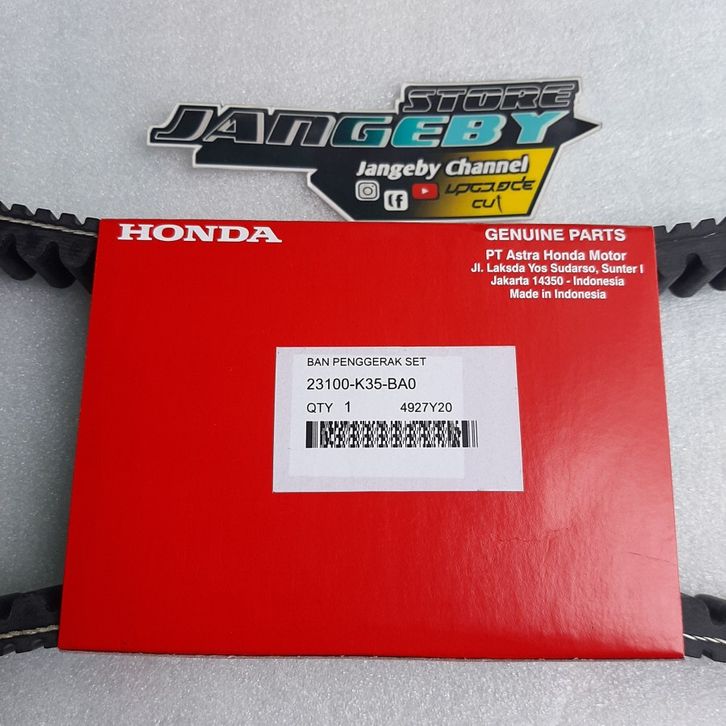 STORE
JANGEBY
Jangeby Channel
upgrade
cut
HONDA
GENUINE PARTS
PT Astra Honda Motor
Jl. Laksda Yos Sudarso, Sunter I
Jakarta 14350 - Indonesia
Made in Indonesia
BAN PENGGERAK SET
23100-K35-BA0
QTY 1 4927Y20